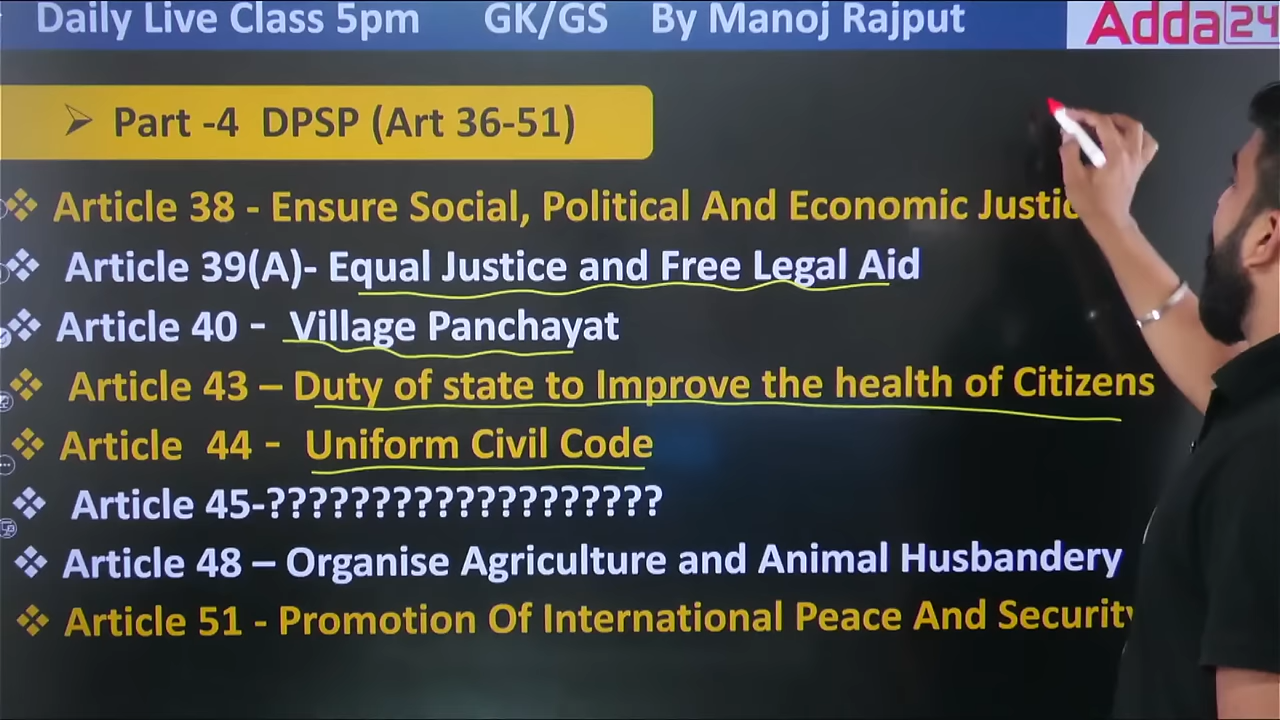 Daily Live Class 5pm GK/GS By Manoj Rajput Adda 24
➢ Part -4 DPSP (Art 36-51)
❖ Article 38 - Ensure Social, Political And Economic
❖ Article 39(A)- Equal Justice and Free Legal Aid
❖ Article 40 - Village Panchayat
❖ Article 43 – Duty of state to Improve the health of Citizens
❖ Article 44 - Uniform Civil Code
❖ Article 45-???????????????????
❖ Article 48 – Organise Agriculture and Animal Husbandery
❖ Article 51 - Promotion Of International Peace And Security